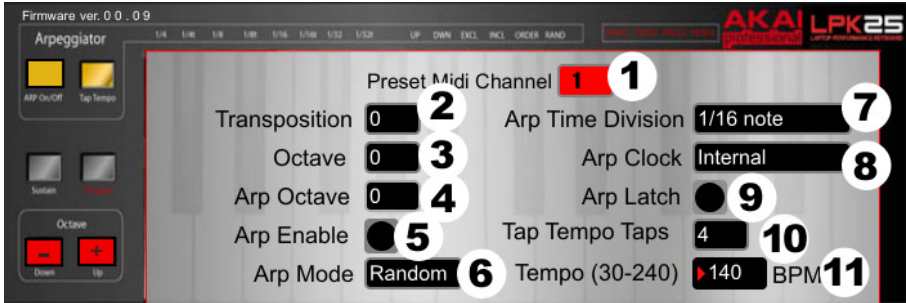 Firmware ver. 0 0 . 0 9
Arpeggiator
1/4 1/4t 1/8 1/8t 1/16 1/16t 1/32 1/32t UP DWN EXCL INCL ORDER RAND
AKAI professional LPK25
ARP On/Off Tap Tempo
Preset Midi Channel 1 1
Transposition 0 2 Arp Time Division 1/16 note 7
Octave 0 3 Arp Clock Internal 8
Arp Octave 0 4 Arp Latch 9
Arp Enable 5 Tap Tempo Taps 4 10
Arp Mode Random 6 Tempo (30-240) 140 BPM 11
Sustain
Octave
- +
Down Up